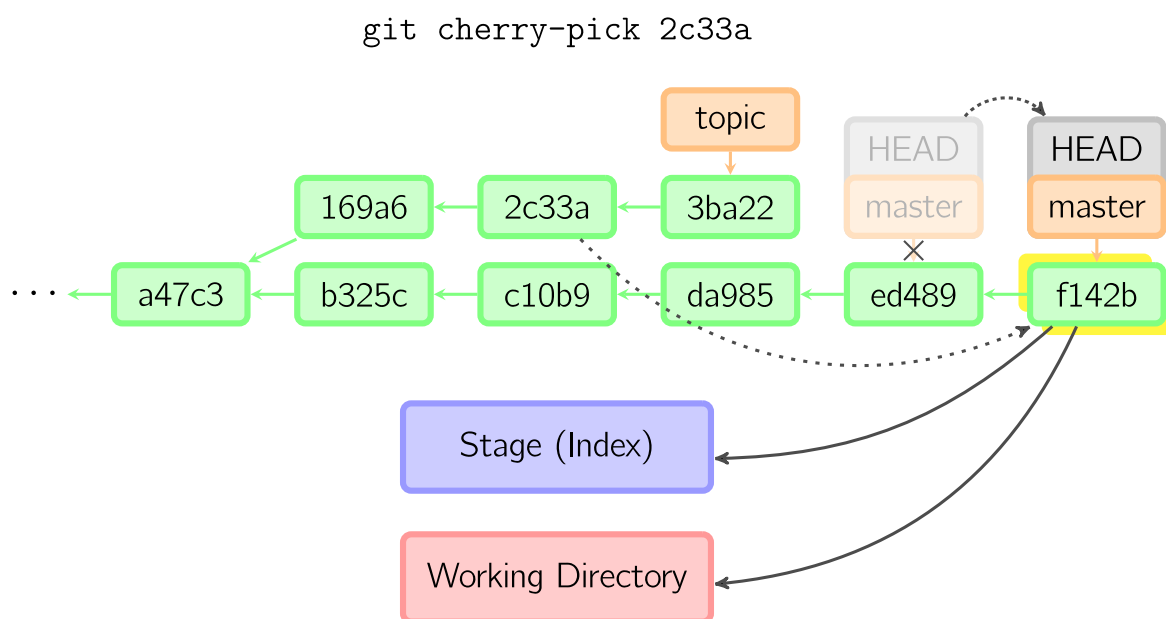 git cherry-pick 2c33a
topic
HEAD
HEAD
169a6
2c33a
3ba22
master
master
...
a47c3
b325c
c10b9
da985
ed489
f142b
Stage (Index)
Working Directory